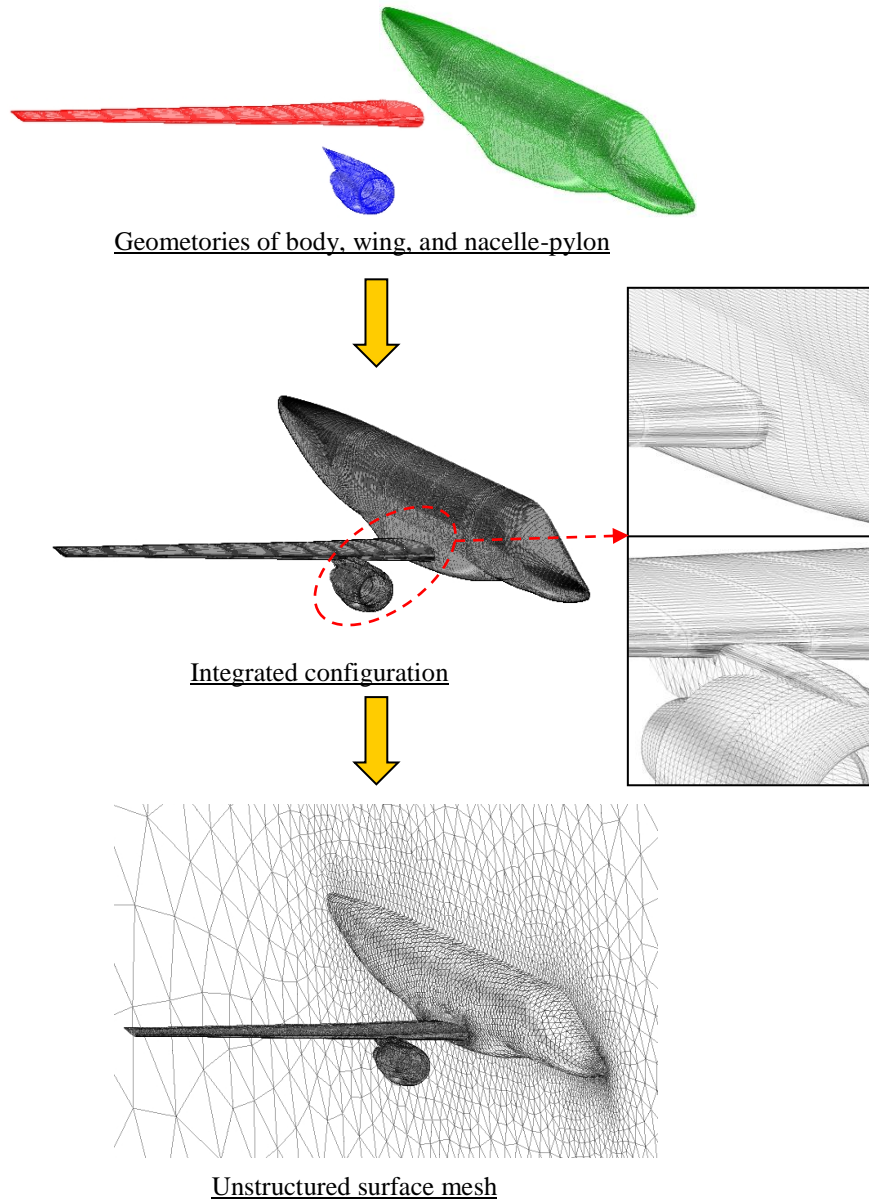 Geometories of body, wing, and nacelle-pylon
Integrated configuration
Unstructured surface mesh